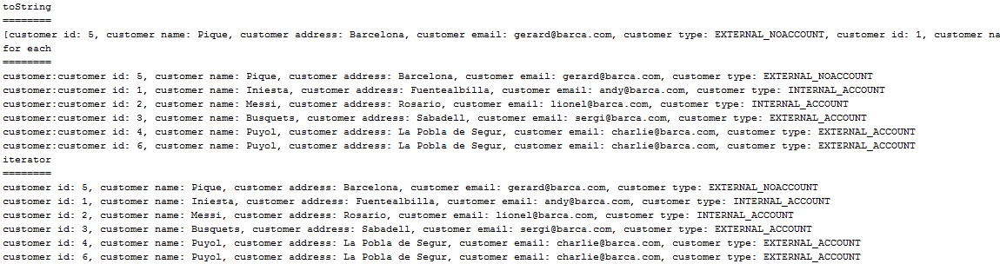 toString
========
[customer id: 5, customer name: Pique, customer address: Barcelona, customer email: gerard@barca.com, customer type: EXTERNAL_NOACCOUNT, customer id: 1, customer na
for each
========
customer:customer id: 5, customer name: Pique, customer address: Barcelona, customer email: gerard@barca.com, customer type: EXTERNAL_NOACCOUNT
customer:customer id: 1, customer name: Iniesta, customer address: Fuentealbilla, customer email: andy@barca.com, customer type: INTERNAL_ACCOUNT
customer:customer id: 2, customer name: Messi, customer address: Rosario, customer email: lionel@barca.com, customer type: INTERNAL_ACCOUNT
customer:customer id: 3, customer name: Busquets, customer address: Sabadell, customer email: sergi@barca.com, customer type: EXTERNAL_ACCOUNT
customer:customer id: 4, customer name: Puyol, customer address: La Pobla de Segur, customer email: charlie@barca.com, customer type: EXTERNAL_ACCOUNT
customer:customer id: 6, customer name: Puyol, customer address: La Pobla de Segur, customer email: charlie@barca.com, customer type: EXTERNAL_ACCOUNT
iterator
========
customer id: 5, customer name: Pique, customer address: Barcelona, customer email: gerard@barca.com, customer type: EXTERNAL_NOACCOUNT
customer id: 1, customer name: Iniesta, customer address: Fuentealbilla, customer email: andy@barca.com, customer type: INTERNAL_ACCOUNT
customer id: 2, customer name: Messi, customer address: Rosario, customer email: lionel@barca.com, customer type: INTERNAL_ACCOUNT
customer id: 3, customer name: Busquets, customer address: Sabadell, customer email: sergi@barca.com, customer type: EXTERNAL_ACCOUNT
customer id: 4, customer name: Puyol, customer address: La Pobla de Segur, customer email: charlie@barca.com, customer type: EXTERNAL_ACCOUNT
customer id: 6, customer name: Puyol, customer address: La Pobla de Segur, customer email: charlie@barca.com, customer type: EXTERNAL_ACCOUNT